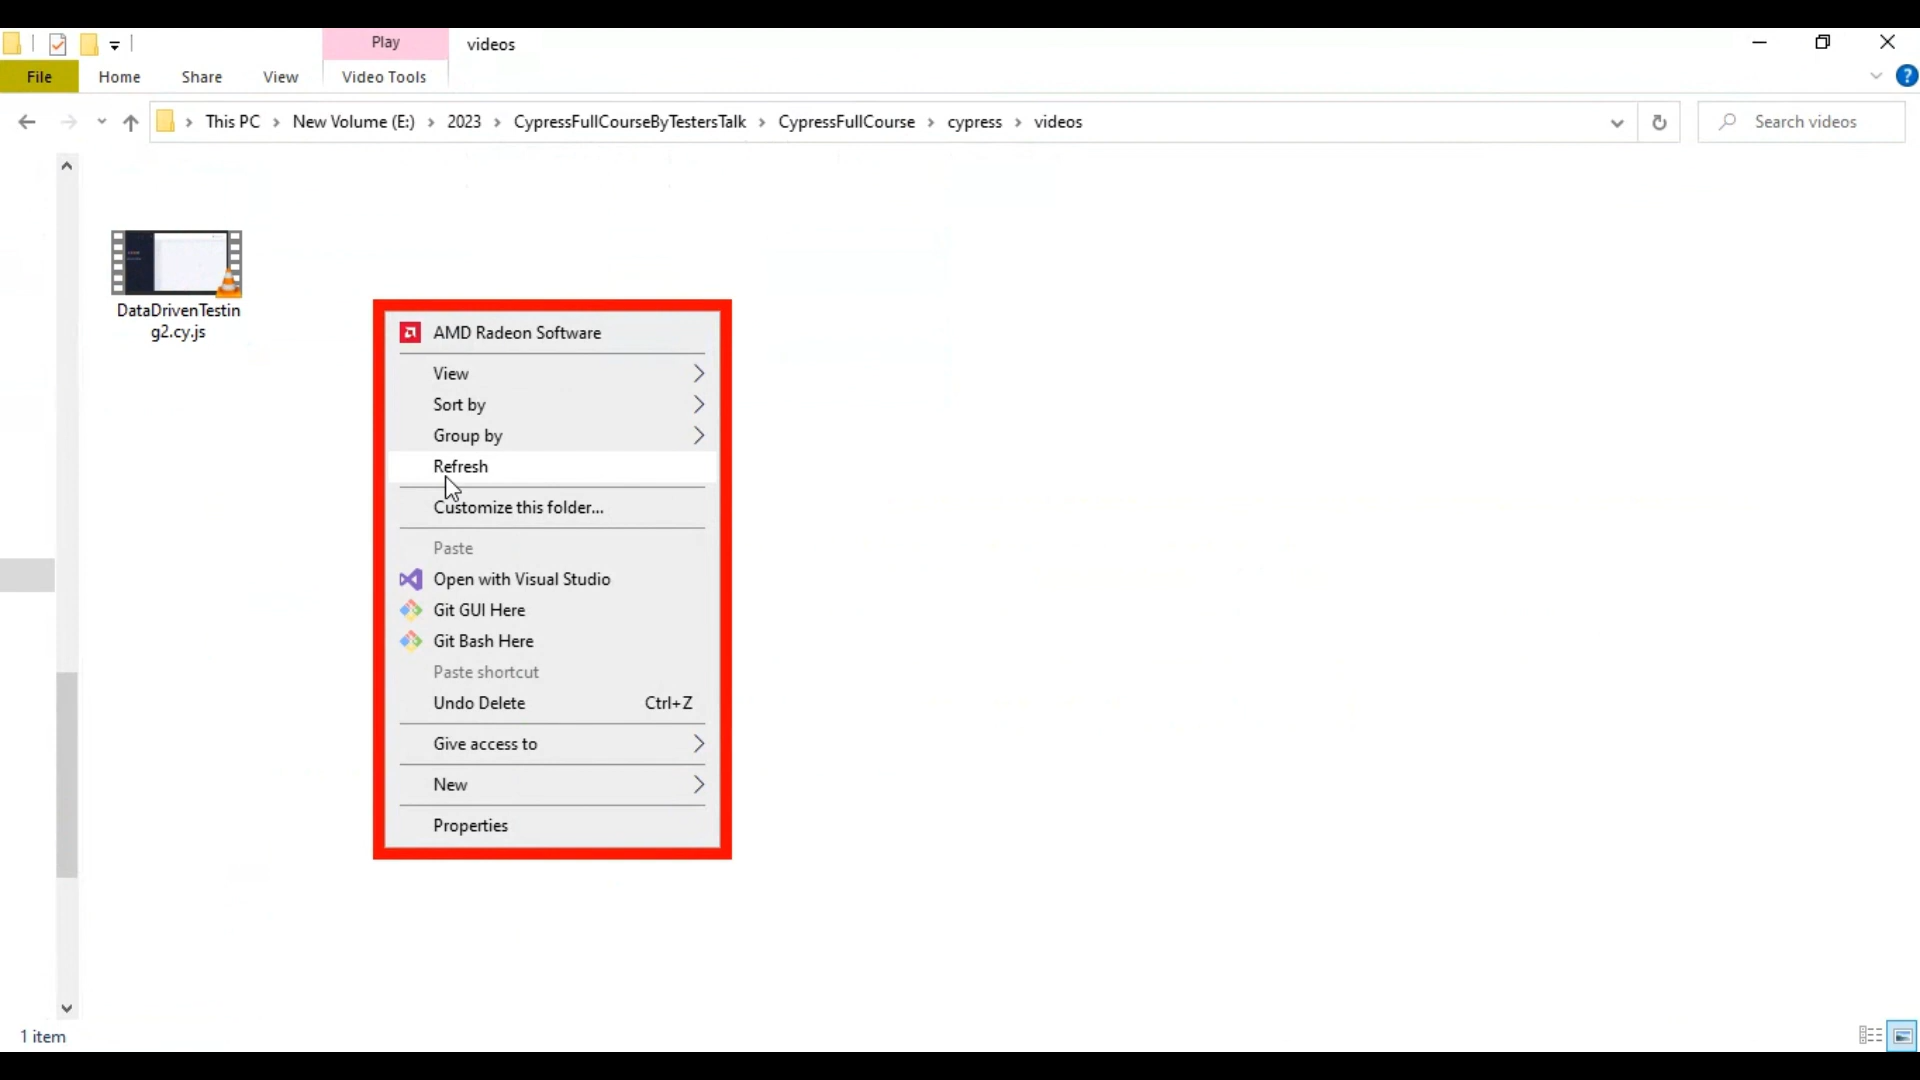 Play
videos
File
Home
Share
View
Video Tools
?
This PC
New Volume (E:)
2023
CypressFullCourseByTestersTalk
CypressFullCourse
cypress
videos
Search videos
DataDrivenTestin
g2.cy.js
AMD Radeon Software
View
Sort by
Group by
Refresh
Customize this folder...
Paste
Open with Visual Studio
Git GUI Here
Git Bash Here
Paste shortcut
Undo Delete Ctrl+Z
Give access to
New
Properties
1 item